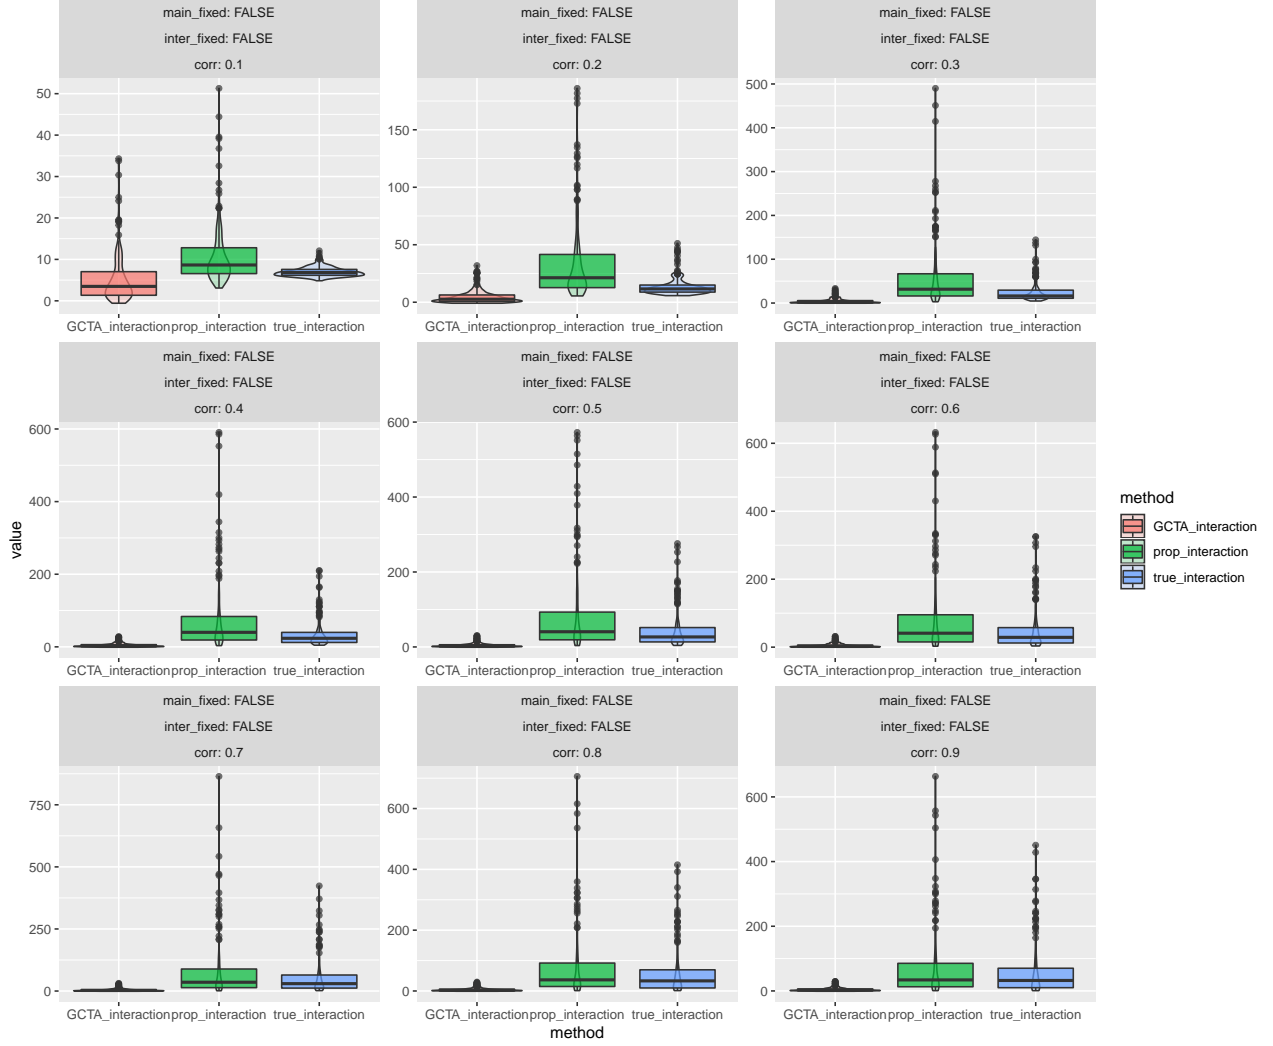 main_fixed: FALSE
inter_fixed: FALSE
corr: 0.1
50
40
30
20
10
0
GCTA_interaction prop_interaction true_interaction
main_fixed: FALSE
inter_fixed: FALSE
corr: 0.2
150
100
50
0
GCTA_interaction prop_interaction true_interaction
main_fixed: FALSE
inter_fixed: FALSE
corr: 0.3
500
400
300
200
100
0
GCTA_interaction prop_interaction true_interaction
value
main_fixed: FALSE
inter_fixed: FALSE
corr: 0.4
600
400
200
0
GCTA_interaction prop_interaction true_interaction
main_fixed: FALSE
inter_fixed: FALSE
corr: 0.5
600
400
200
0
GCTA_interaction prop_interaction true_interaction
main_fixed: FALSE
inter_fixed: FALSE
corr: 0.6
600
400
200
0
GCTA_interaction prop_interaction true_interaction
main_fixed: FALSE
inter_fixed: FALSE
corr: 0.7
750
500
250
0
GCTA_interaction prop_interaction true_interaction
main_fixed: FALSE
inter_fixed: FALSE
corr: 0.8
600
400
200
0
GCTA_interaction prop_interaction true_interaction
main_fixed: FALSE
inter_fixed: FALSE
corr: 0.9
600
400
200
0
GCTA_interaction prop_interaction true_interaction
method
method
GCTA_interaction
prop_interaction
true_interaction